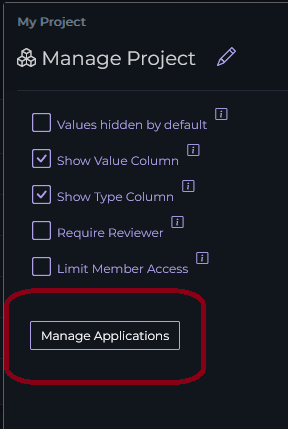 My Project
Manage Project
Values hidden by default
Show Value Column
Show Type Column
Require Reviewer
Limit Member Access
Manage Applications